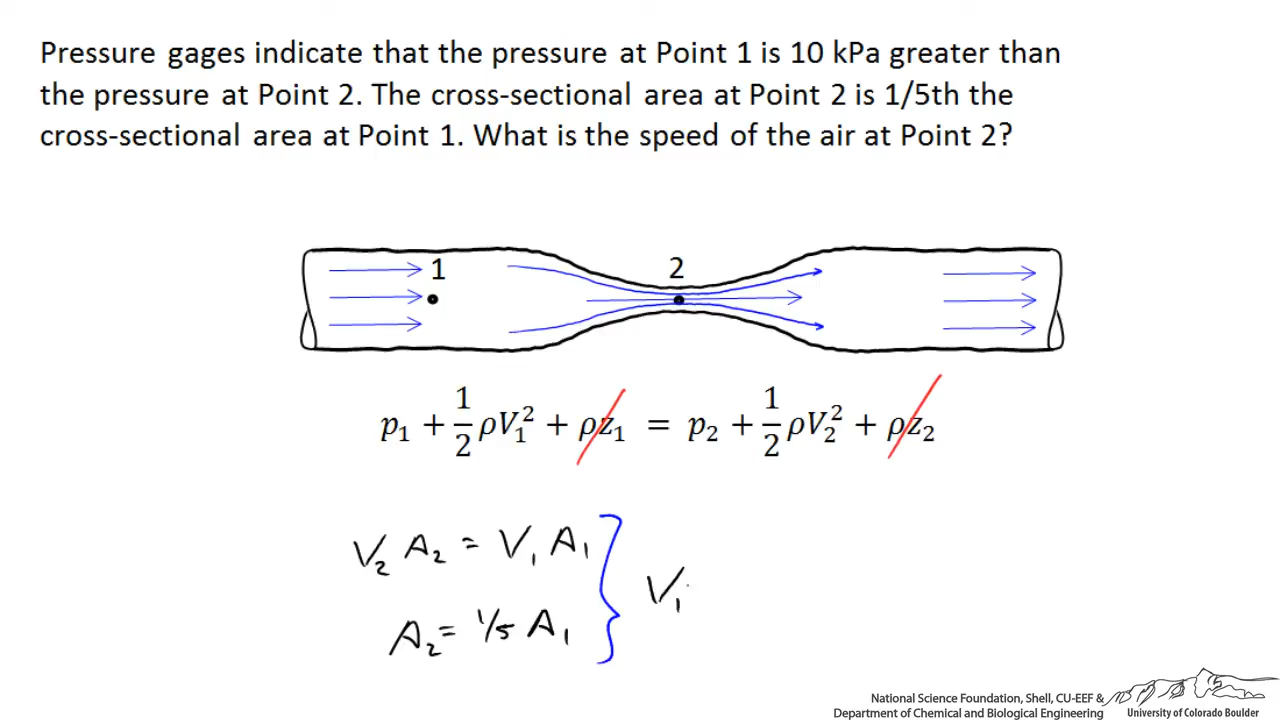 Pressure gages indicate that the pressure at Point 1 is 10 kPa greater than
the pressure at Point 2. The cross-sectional area at Point 2 is 1/5th the
cross-sectional area at Point 1. What is the speed of the air at Point 2?
1 2
p₁ + 1/2 ρV₁² + ρz₁ = p₂ + 1/2 ρV₂² + ρz₂
V₂ A₂ = V₁ A₁
V₁
A₂ = 1/5 A₁
National Science Foundation, Shell, CU-EEF &
Department of Chemical and Biological Engineering
University of Colorado Boulder